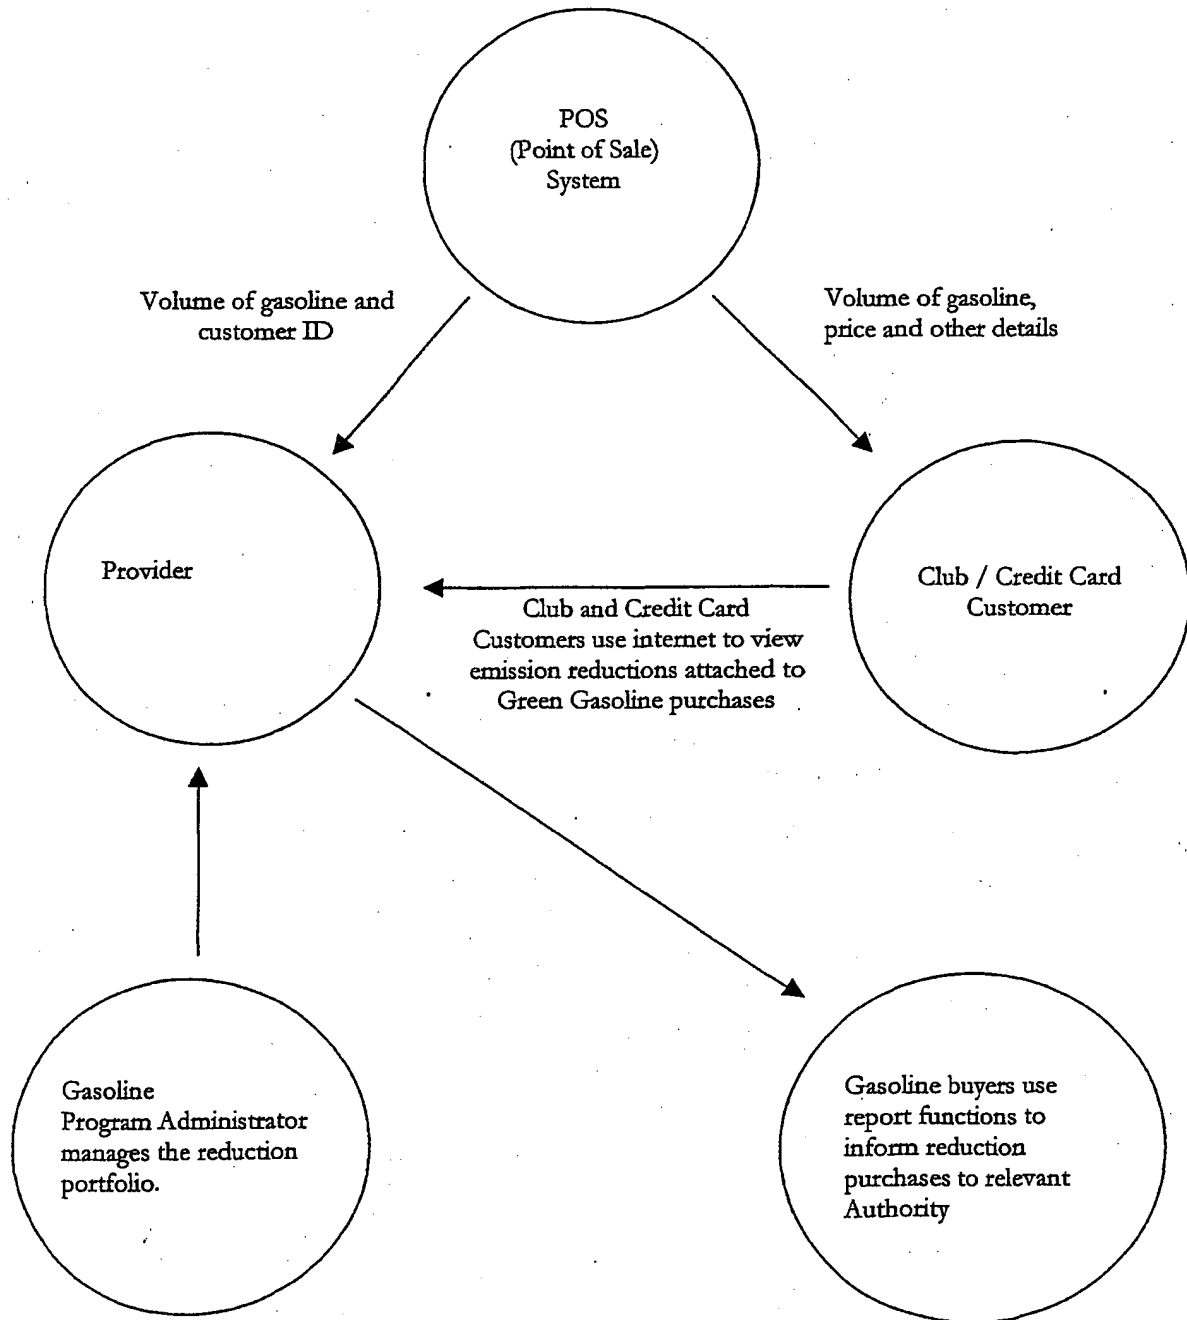 POS
(Point of Sale)
System
Volume of gasoline and
customer ID
Volume of gasoline,
price and other details
Provider
Club / Credit Card
Customer
Club and Credit Card
Customers use internet to view
emission reductions attached to
Green Gasoline purchases
Gasoline
Program Administrator
manages the reduction
portfolio.
Gasoline buyers use
report functions to
inform reduction
purchases to relevant
Authority